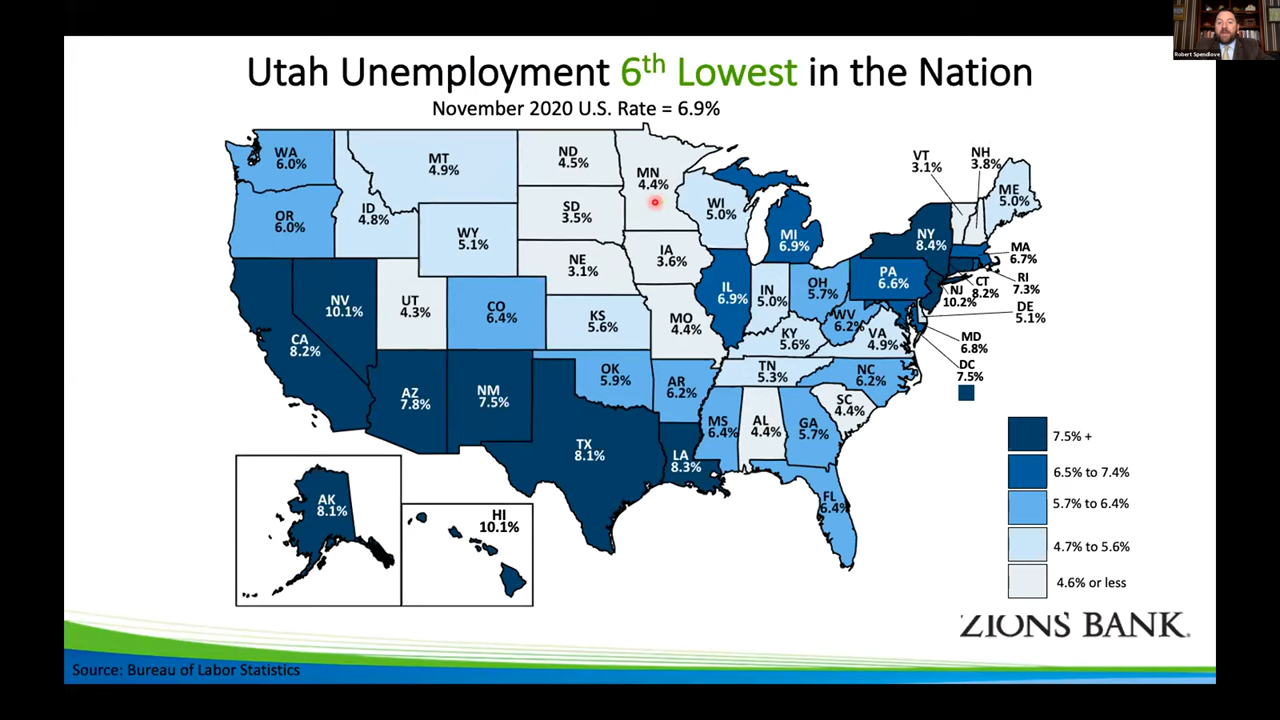 Robert Spendlove
Utah Unemployment 6th Lowest in the Nation
November 2020 U.S. Rate = 6.9%
WA
6.0%
OR
6.0%
ID
4.8%
MT
4.9%
WY
5.1%
ND
4.5%
SD
3.5%
NE
3.1%
MN
4.4%
IA
3.6%
WI
5.0%
MI
6.9%
VT
3.1%
NH
3.8%
ME
5.0%
NY
8.4%
MA
6.7%
RI
7.3%
CT
8.2%
NJ
10.2%
DE
5.1%
MD
6.8%
DC
7.5%
PA
6.6%
CA
8.2%
NV
10.1%
UT
4.3%
CO
6.4%
KS
5.6%
MO
4.4%
IL
6.9%
IN
5.0%
OH
5.7%
WV
6.2%
VA
4.9%
KY
5.6%
TN
5.3%
NC
6.2%
SC
4.4%
AZ
7.8%
NM
7.5%
OK
5.9%
AR
6.2%
TX
8.1%
LA
8.3%
MS
6.4%
AL
4.4%
GA
5.7%
FL
6.4%
AK
8.1%
HI
10.1%
7.5% +
6.5% to 7.4%
5.7% to 6.4%
4.7% to 5.6%
4.6% or less
ZIONS BANK.
Source: Bureau of Labor Statistics